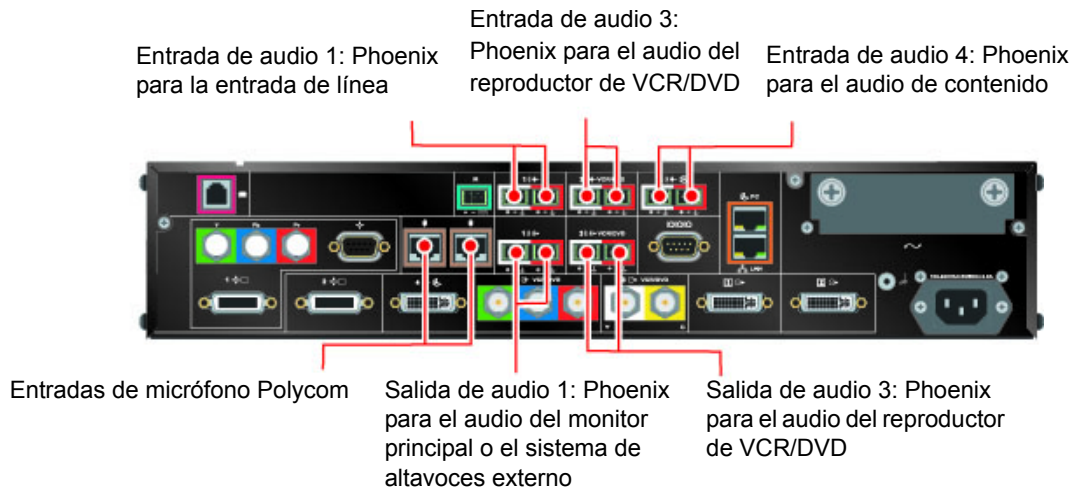 Entrada de audio 1: Phoenix
para la entrada de línea
Entrada de audio 3:
Phoenix para el audio del
reproductor de VCR/DVD
Entrada de audio 4: Phoenix
para el audio de contenido
Entradas de micrófono Polycom
Salida de audio 1: Phoenix
para el audio del monitor
principal o el sistema de
altavoces externo
Salida de audio 3: Phoenix
para el audio del reproductor
de VCR/DVD